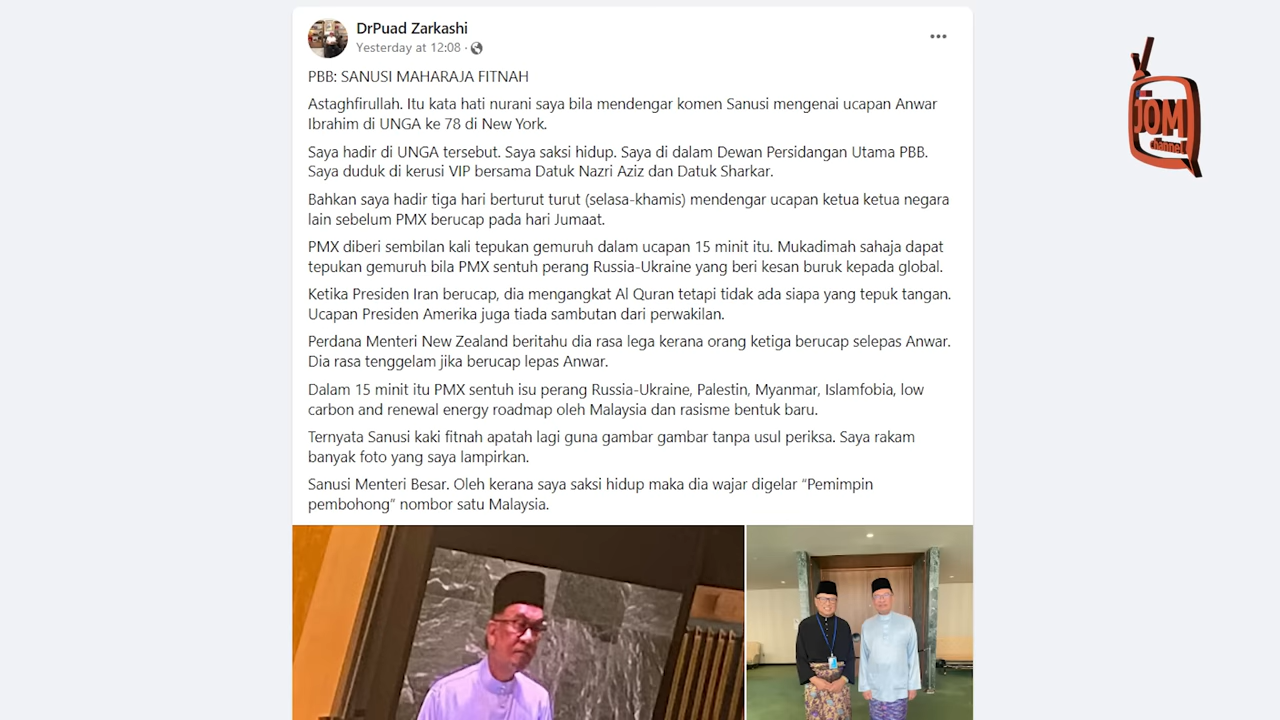 DrPuad Zarkashi
Yesterday at 12:08 ·
PBB: SANUSI MAHARAJA FITNAH
Astaghfirullah. Itu kata hati nurani saya bila mendengar komen Sanusi mengenai ucapan Anwar
Ibrahim di UNGA ke 78 di New York.
Saya hadir di UNGA tersebut. Saya saksi hidup. Saya di dalam Dewan Persidangan Utama PBB.
Saya duduk di kerusi VIP bersama Datuk Nazri Aziz dan Datuk Sharkar.
Bahkan saya hadir tiga hari berturut turut (selasa-khamis) mendengar ucapan ketua ketua negara
lain sebelum PMX berucap pada hari Jumaat.
PMX diberi sembilan kali tepukan gemuruh dalam ucapan 15 minit itu. Mukadimah sahaja dapat
tepukan gemuruh bila PMX sentuh perang Russia-Ukraine yang beri kesan buruk kepada global.
Ketika Presiden Iran berucap, dia mengangkat Al Quran tetapi tidak ada siapa yang tepuk tangan.
Ucapan Presiden Amerika juga tiada sambutan dari perwakilan.
Perdana Menteri New Zealand beritahu dia rasa lega kerana orang ketiga berucap selepas Anwar.
Dia rasa tenggelam jika berucap lepas Anwar.
Dalam 15 minit itu PMX sentuh isu perang Russia-Ukraine, Palestin, Myanmar, Islamfobia, low
carbon and renewal energy roadmap oleh Malaysia dan rasisme bentuk baru.
Ternyata Sanusi kaki fitnah apatah lagi guna gambar gambar tanpa usul periksa. Saya rakam
banyak foto yang saya lampirkan.
Sanusi Menteri Besar. Oleh kerana saya saksi hidup maka dia wajar digelar “Pemimpin
pembohong” nombor satu Malaysia.
JOM
channel